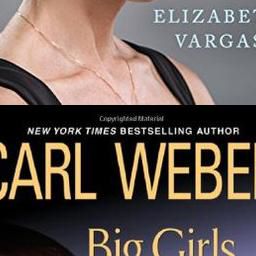 ELIZABET
VARGAS
Copyrighted Material
NEW YORK TIMES BESTSELLING AUTHOR
CARL WEBE
Big Girls